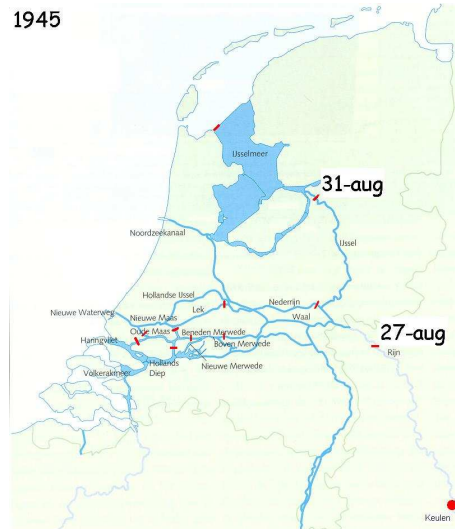 1945
IJsselmeer
31-aug
Noordzeekanaal
IJssel
Hollandse IJssel
Nieuwe Waterweg
Nieuwe Maas
Lek
Nederrijn
Waal
Oude Maas
Beneden Merwede
27-aug
Haringvliet
Boven Merwede
Rijn
Hollands
Diep
Nieuwe Merwede
Volkerakmeer
Keulen